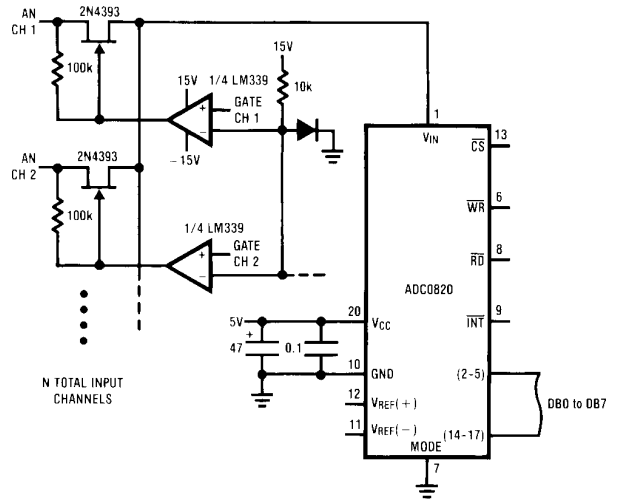 AN
CH 1
2N4393
100k
15V
1/4 LM339
+
−
GATE
CH 1
−15V
15V
10k
AN
CH 2
2N4393
100k
1/4 LM339
+
−
GATE
CH 2
N TOTAL INPUT
CHANNELS
5V
+
47
0.1
1
VIN
13
CS
6
WR
8
RD
9
INT
ADC0820
20
VCC
10
GND
12
VREF(+)
11
VREF(−)
MODE
7
(2-5)
(14-17)
DB0 to DB7